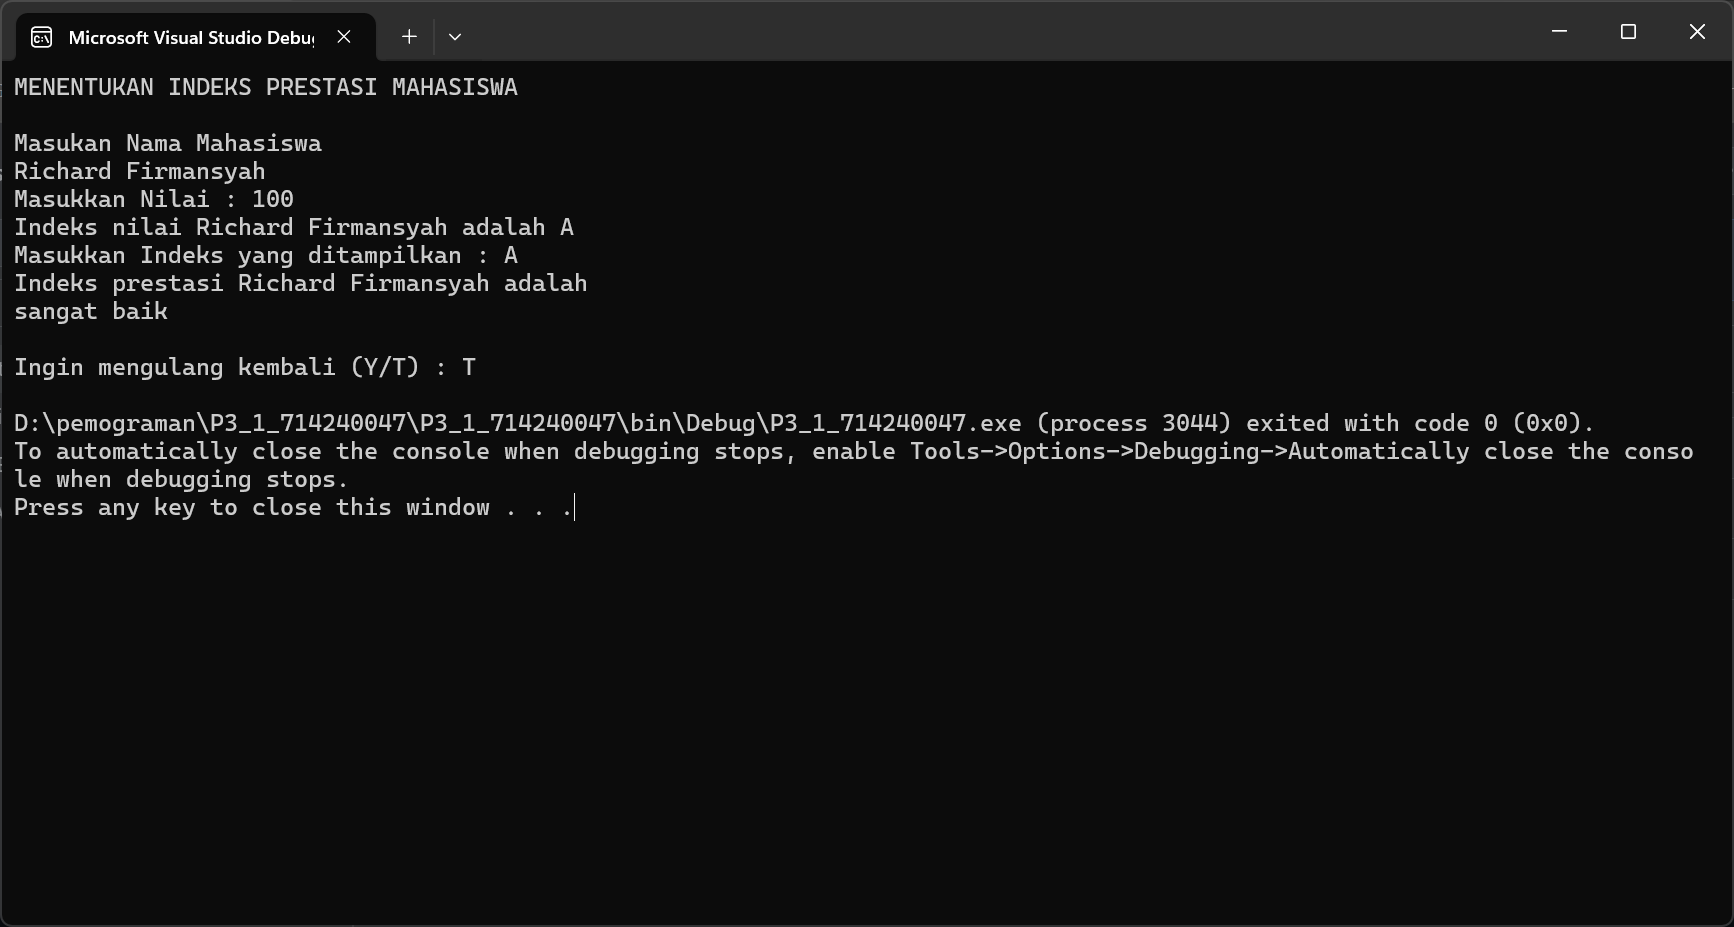 Microsoft Visual Studio Debu
MENENTUKAN INDEKS PRESTASI MAHASISWA
Masukan Nama Mahasiswa
Richard Firmansyah
Masukkan Nilai : 100
Indeks nilai Richard Firmansyah adalah A
Masukkan Indeks yang ditampilkan : A
Indeks prestasi Richard Firmansyah adalah
sangat baik
Ingin mengulang kembali (Y/T) : T
D:\pemograman\P3_1_714240047\P3_1_714240047\bin\Debug\P3_1_714240047.exe (process 3044) exited with code 0 (0x0).
To automatically close the console when debugging stops, enable Tools->Options->Debugging->Automatically close the conso
le when debugging stops.
Press any key to close this window . . .